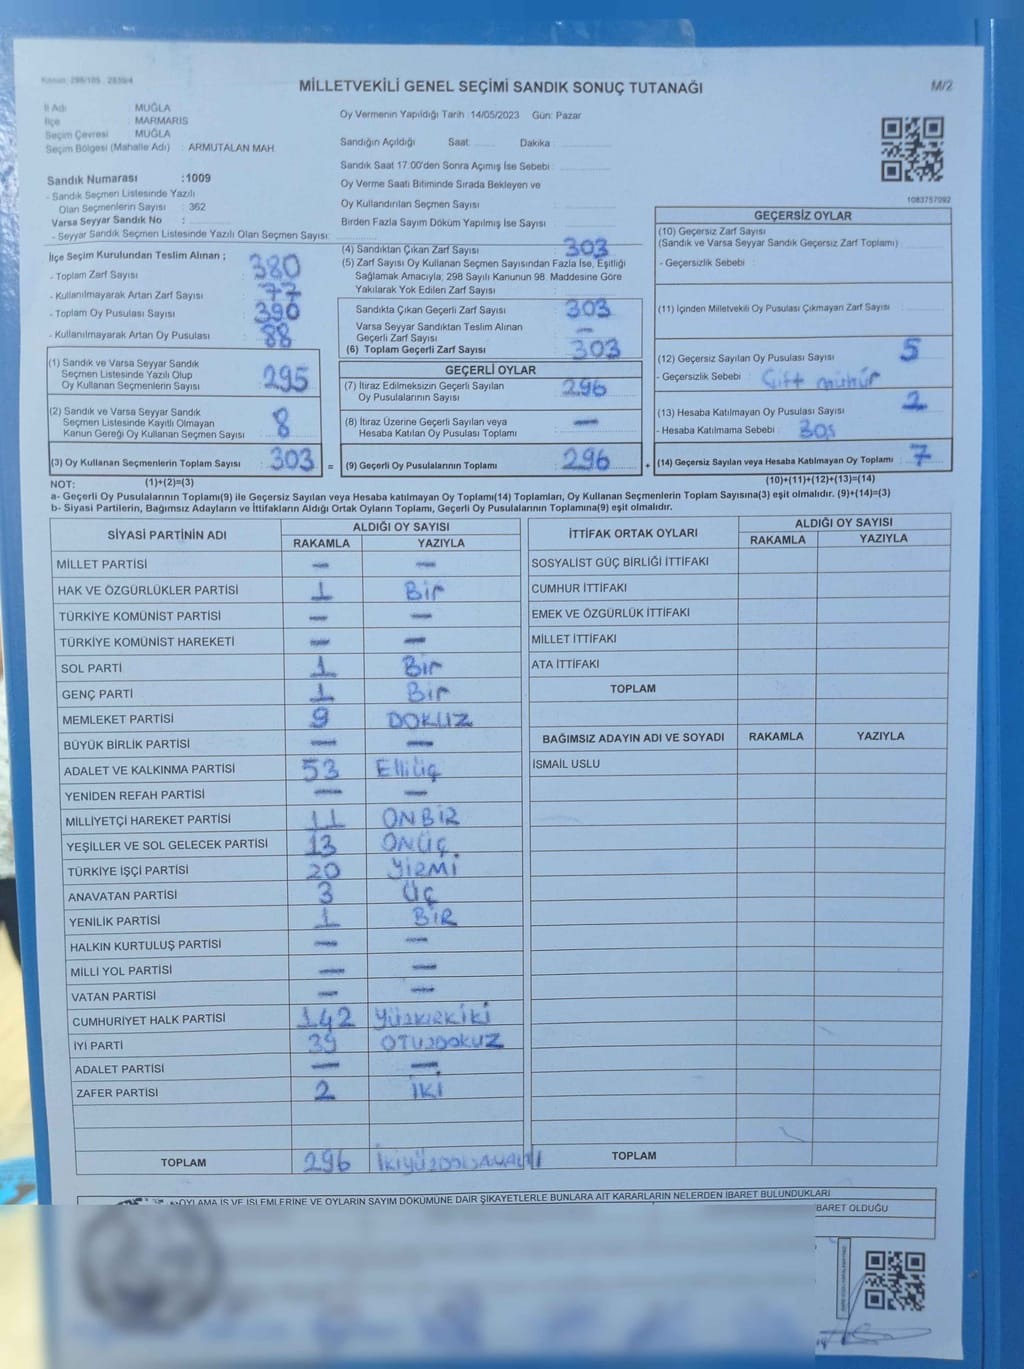 Kanun: 298/105 , 2839/4
MİLLETVEKİLİ GENEL SEÇİMİ SANDIK SONUÇ TUTANAĞI
M/2
İl Adı : MUĞLA
İlçe : MARMARİS
Seçim Çevresi : MUĞLA
Seçim Bölgesi (Mahalle Adı) : ARMUTALAN MAH.
Sandık Numarası :1009
- Sandık Seçmen Listesinde Yazılı
Olan Seçmenlerin Sayısı : 362
Varsa Seyyar Sandık No :
- Seyyar Sandık Seçmen Listesinde Yazılı Olan Seçmen Sayısı:
Oy Vermenin Yapıldığı Tarih :14/05/2023 Gün: Pazar
Sandığın Açıldığı Saat: Dakika :
Sandık Saat 17:00'den Sonra Açımış İse Sebebi :
Oy Verme Saati Bitiminde Sırada Bekleyen ve
Oy Kullandırılan Seçmen Sayısı :
Birden Fazla Sayım Döküm Yapılmış İse Sayısı :
1083757092
İlçe Seçim Kurulundan Teslim Alınan ;
- Toplam Zarf Sayısı : 380
- Kullanılmayarak Artan Zarf Sayısı : 77
- Toplam Oy Pusulası Sayısı : 390
- Kullanılmayarak Artan Oy Pusulası : 88
(1) Sandık ve Varsa Seyyar Sandık
Seçmen Listesinde Yazılı Olup
Oy Kullanan Seçmenlerin Sayısı : 295
(2) Sandık ve Varsa Seyyar Sandık
Seçmen Listesinde Kayıtlı Olmayan
Kanun Gereği Oy Kullanan Seçmen Sayısı : 8
(3) Oy Kullanan Seçmenlerin Toplam Sayısı : 303 =
(4) Sandıktan Çıkan Zarf Sayısı : 303
(5) Zarf Sayısı Oy Kullanan Seçmen Sayısından Fazla İse, Eşitliği
Sağlamak Amacıyla; 298 Sayılı Kanunun 98. Maddesine Göre
Yakılarak Yok Edilen Zarf Sayısı :
Sandıkta Çıkan Geçerli Zarf Sayısı : 303
Varsa Seyyar Sandıktan Teslim Alınan
Geçerli Zarf Sayısı : —
(6) Toplam Geçerli Zarf Sayısı : 303
GEÇERLİ OYLAR
(7) İtiraz Edilmeksizin Geçerli Sayılan
Oy Pusulalarının Sayısı : 296
(8) İtiraz Üzerine Geçerli Sayılan veya
Hesaba Katılan Oy Pusulası Toplamı : —
(9) Geçerli Oy Pusulalarının Toplamı : 296 +
GEÇERSİZ OYLAR
(10) Geçersiz Zarf Sayısı
(Sandık ve Varsa Seyyar Sandık Geçersiz Zarf Toplamı) :
- Geçersizlik Sebebi :
(11) İçinden Milletvekili Oy Pusulası Çıkmayan Zarf Sayısı :
(12) Geçersiz Sayılan Oy Pusulası Sayısı : 5
- Geçersizlik Sebebi : Çift mühür
(13) Hesaba Katılmayan Oy Pusulası Sayısı : 2
- Hesaba Katılmama Sebebi : Boş
(14) Geçersiz Sayılan veya Hesaba Katılmayan Oy Toplamı : 7
NOT: (1)+(2)=(3) (10)+(11)+(12)+(13)=(14)
a- Geçerli Oy Pusulalarının Toplamı(9) ile Geçersiz Sayılan veya Hesaba katılmayan Oy Toplamı(14) Toplamları, Oy Kullanan Seçmenlerin Toplam Sayısına(3) eşit olmalıdır. (9)+(14)=(3)
b- Siyasi Partilerin, Bağımsız Adayların ve İttifakların Aldığı Ortak Oyların Toplamı, Geçerli Oy Pusulalarının Toplamına(9) eşit olmalıdır.
SİYASİ PARTİNİN ADI ALDIĞI OY SAYISI
RAKAMLA YAZIYLA
MİLLET PARTİSİ — —
HAK VE ÖZGÜRLÜKLER PARTİSİ 1 Bir
TÜRKİYE KOMÜNİST PARTİSİ — —
TÜRKİYE KOMÜNİST HAREKETİ — —
SOL PARTİ 1 Bir
GENÇ PARTİ 1 Bir
MEMLEKET PARTİSİ 9 DOKUZ
BÜYÜK BİRLİK PARTİSİ — —
ADALET VE KALKINMA PARTİSİ 53 Elliüç
YENİDEN REFAH PARTİSİ — —
MİLLİYETÇİ HAREKET PARTİSİ 11 ONBİR
YEŞİLLER VE SOL GELECEK PARTİSİ 13 ONÜÇ
TÜRKİYE İŞÇİ PARTİSİ 20 YİRMİ
ANAVATAN PARTİSİ 3 ÜÇ
YENİLİK PARTİSİ 1 BİR
HALKIN KURTULUŞ PARTİSİ — —
MİLLİ YOL PARTİSİ — —
VATAN PARTİSİ — —
CUMHURİYET HALK PARTİSİ 142 YÜZKIRKİKİ
İYİ PARTİ 39 OTUZDOKUZ
ADALET PARTİSİ — —
ZAFER PARTİSİ 2 İKİ
TOPLAM 296 İKİYÜZDOKSANALTI
İTTİFAK ORTAK OYLARI ALDIĞI OY SAYISI
RAKAMLA YAZIYLA
SOSYALİST GÜÇ BİRLİĞİ İTTİFAKI
CUMHUR İTTİFAKI
EMEK VE ÖZGÜRLÜK İTTİFAKI
MİLLET İTTİFAKI
ATA İTTİFAKI
TOPLAM
BAĞIMSIZ ADAYIN ADI VE SOYADI RAKAMLA YAZIYLA
İSMAİL USLU
TOPLAM
OYLAMA İŞ VE İŞLEMLERİNE VE OYLARIN SAYIM DÖKÜMÜNE DAİR ŞİKAYETLERLE BUNLARA AİT KARARLARIN NELERDEN İBARET BULUNDUKLARI
BARET OLDUĞU